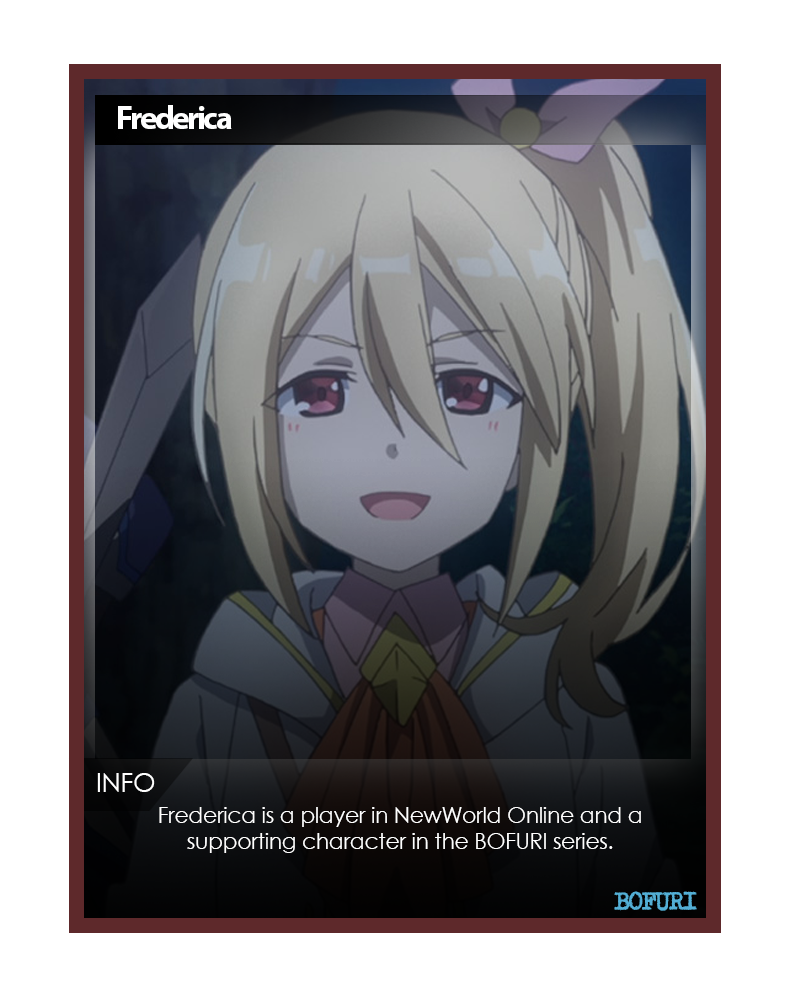 Frederica
INFO
Frederica is a player in NewWorld Online and a
supporting character in the BOFURI series.
BOFURI